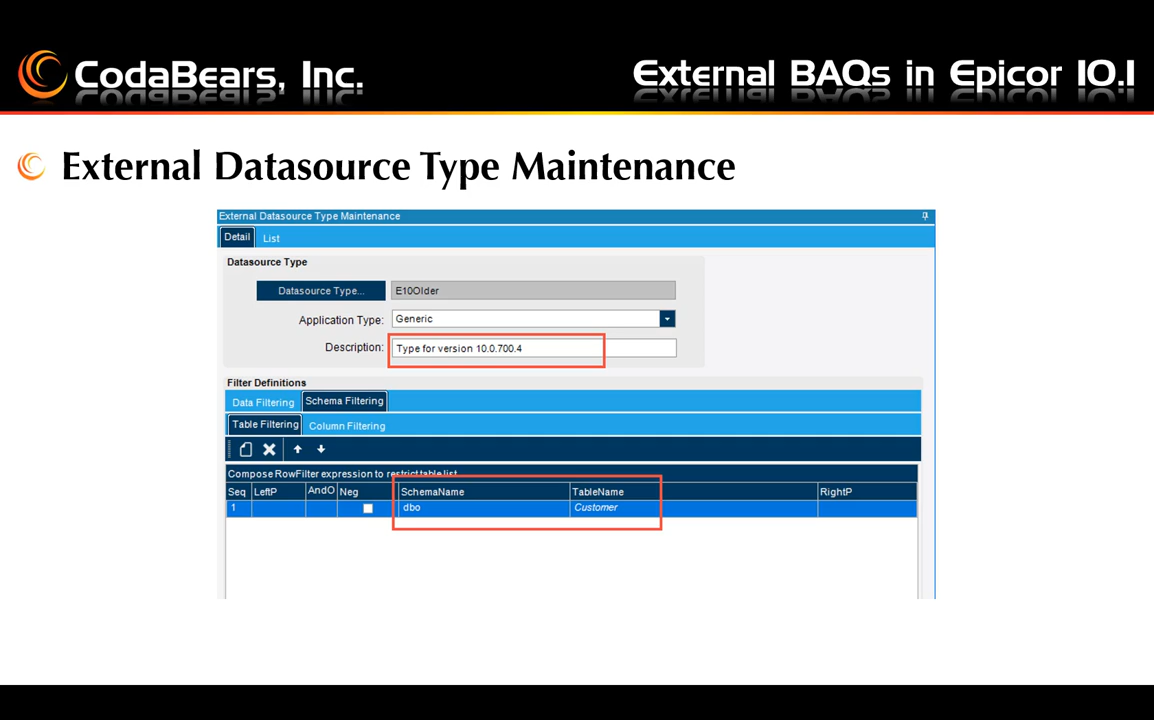 CodaBears, Inc.
External BAQs in Epicor 10.1
External Datasource Type Maintenance
External Datasource Type Maintenance
Detail List
Datasource Type
Datasource Type... E10Older
Application Type: Generic
Description: Type for version 10.0.700.4
Filter Definitions
Data Filtering Schema Filtering
Table Filtering Column Filtering
Compose RowFilter expression to restrict table list
Seq LeftP AndO Neg SchemaName TableName RightP
1 dbo Customer